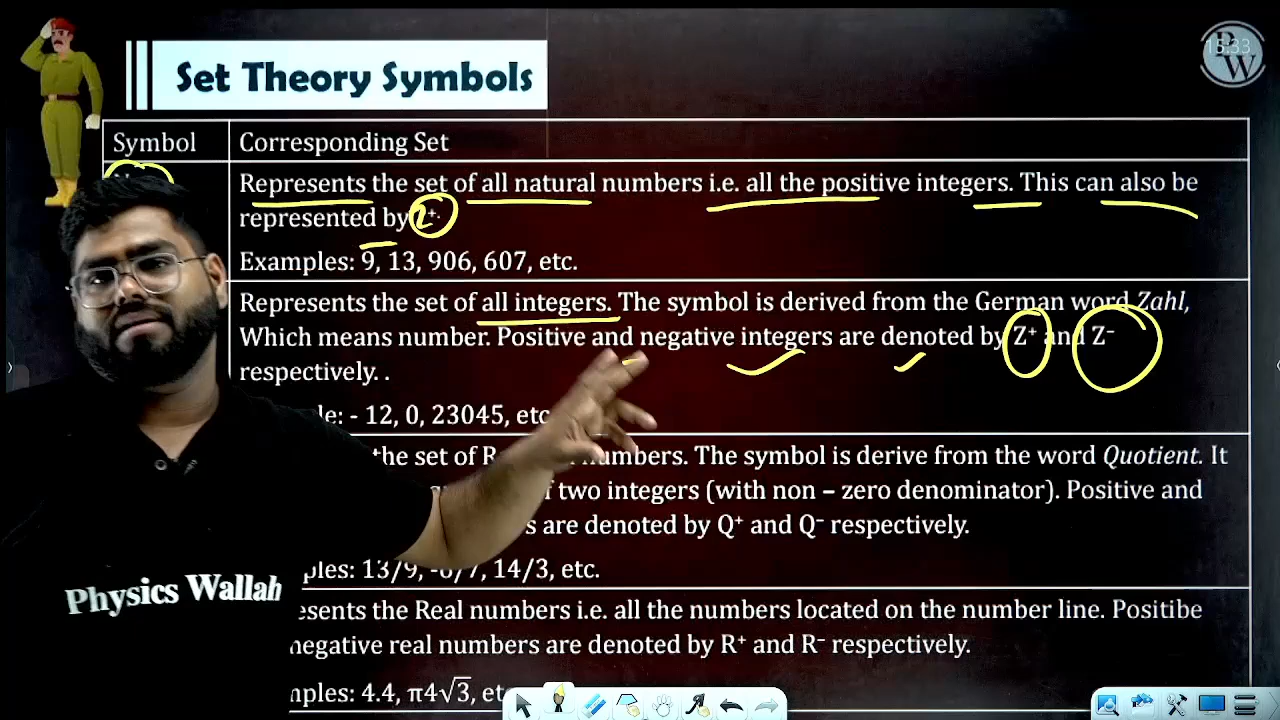 Set Theory Symbols
15:33
PW
Symbol
Corresponding Set
Represents the set of all natural numbers i.e. all the positive integers. This can also be
represented by Z⁺.
Examples: 9, 13, 906, 607, etc.
Represents the set of all integers. The symbol is derived from the German word Zahl,
Which means number. Positive and negative integers are denoted by Z⁺ and Z⁻
respectively. .
- 12, 0, 23045, etc
the set of numbers. The symbol is derive from the word Quotient. It
two integers (with non – zero denominator). Positive and
are denoted by Q⁺ and Q⁻ respectively.
13/9, -6/7, 14/3, etc.
the Real numbers i.e. all the numbers located on the number line. Positibe
negative real numbers are denoted by R⁺ and R⁻ respectively.
4.4, π4√3,
Physics Wallah